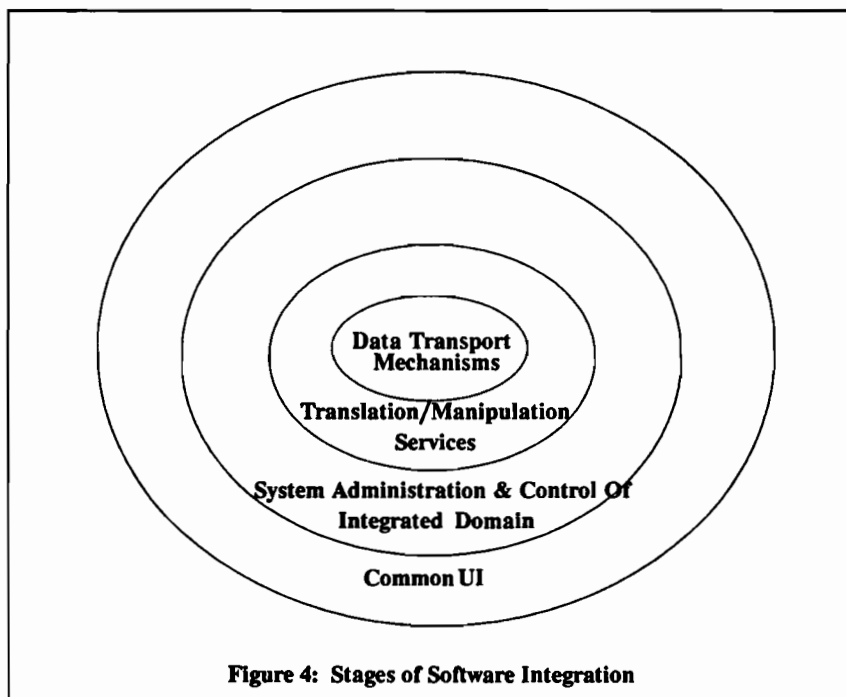 Data Transport
Mechanisms
Translation/Manipulation
Services
System Administration & Control Of
Integrated Domain
Common UI
Figure 4: Stages of Software Integration